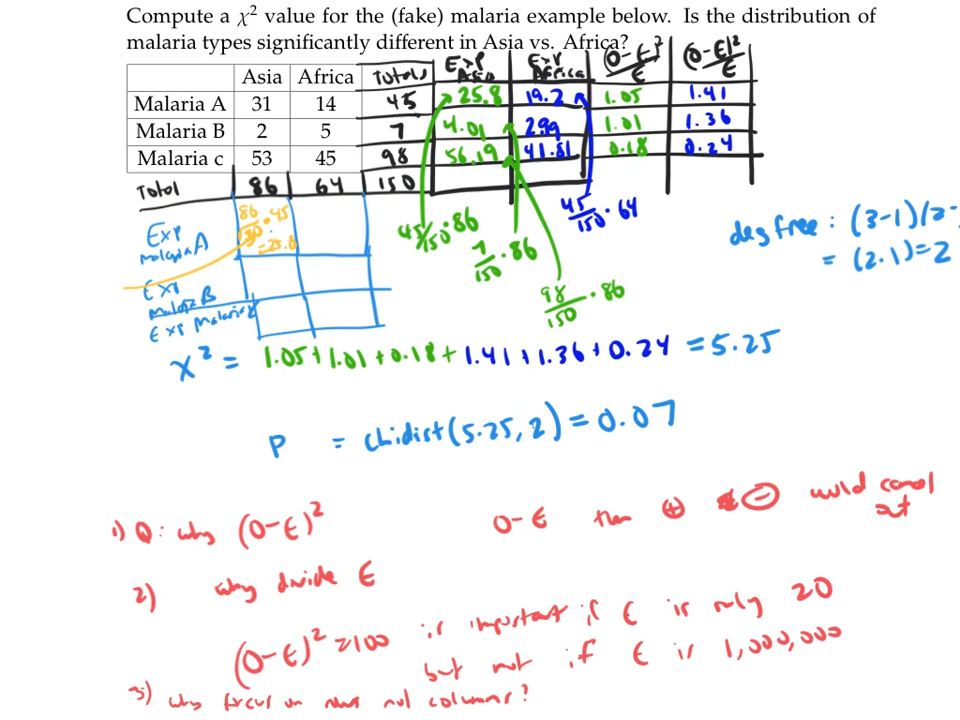 Compute a χ² value for the (fake) malaria example below. Is the distribution of
malaria types significantly different in Asia vs. Africa?
Asia Africa Totals Exp Asia Exp Africa (O-E)²/E (O-E)²/E
Malaria A 31 14 45 25.8 19.2 1.05 1.41
Malaria B 2 5 7 4.01 2.99 1.01 1.36
Malaria c 53 45 98 56.19 41.81 0.18 0.24
Total 86 64 150
Exp Malaria A 86/150 · 45 = 25.8
45/150 · 86
7/150 · 86
98/150 · 86
45/150 · 64
deg free : (3-1)(2-
= (2·1)=2
Exp Malaria B
Exp Malaria
X² = 1.05+1.01+0.18+1.41+1.36+0.24 = 5.25
P = chidist(5.25, 2) = 0.07
1) Q: why (O-E)² O-E then ⊕ ⊖ would cancel out
2) why divide E
(O-E)² = 100 is important if E is only 20
but not if E is 1,000,000
3) why focus on rows not columns?